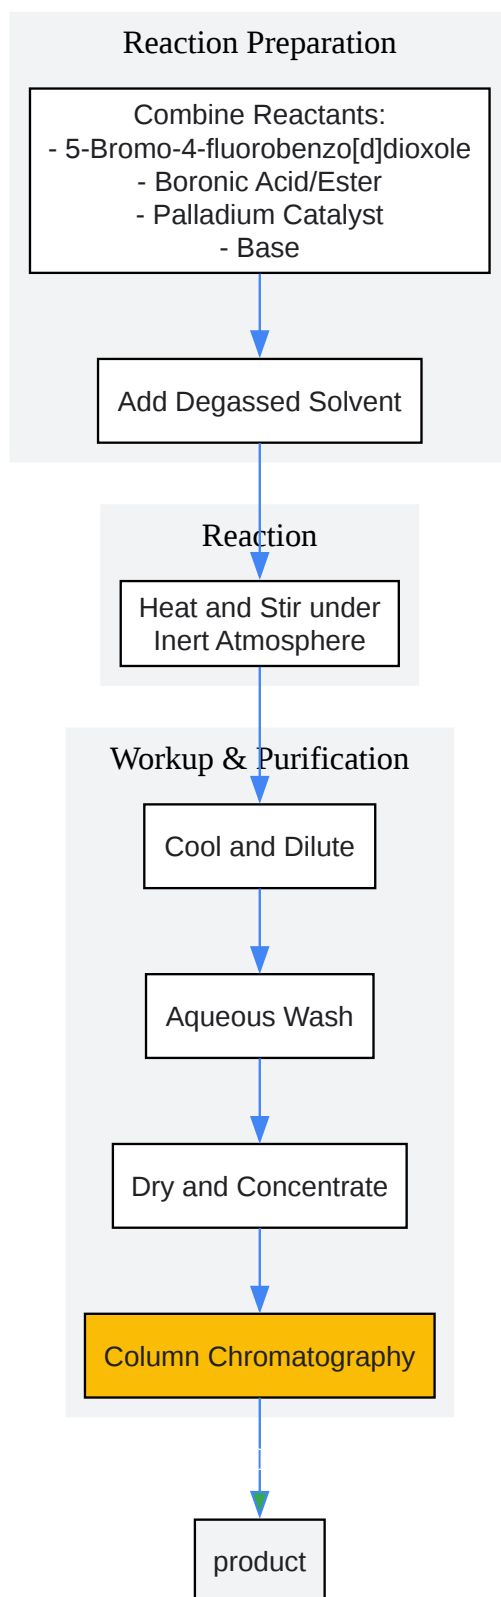 Reaction Preparation
Combine Reactants:
- 5-Bromo-4-fluorobenzo[d]dioxole
- Boronic Acid/Ester
- Palladium Catalyst
- Base
Add Degassed Solvent
Reaction
Heat and Stir under
Inert Atmosphere
Workup & Purification
Cool and Dilute
Aqueous Wash
Dry and Concentrate
Column Chromatography
product